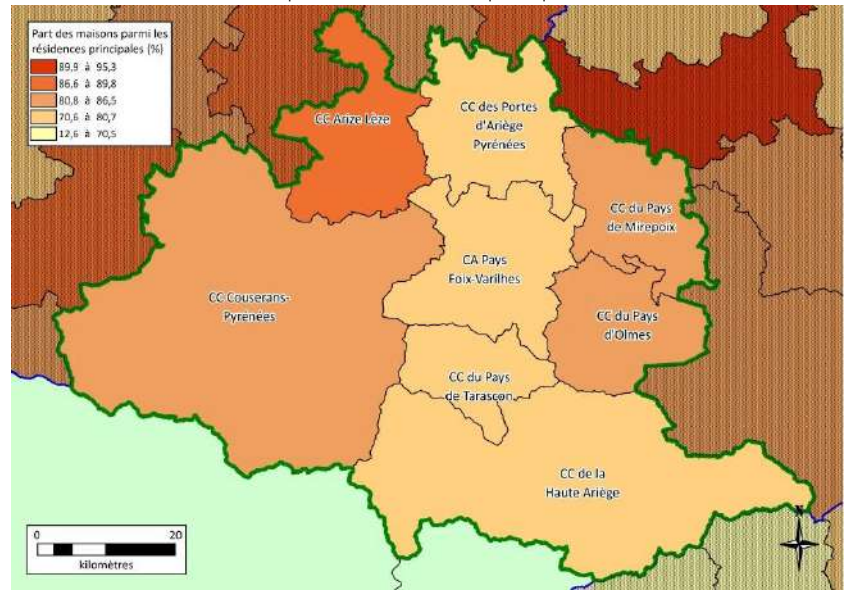 Part des maisons parmi les
résidences principales (%)
89,9 à 95,3
86,6 à 89,8
80,8 à 86,5
70,6 à 80,7
12,6 à 70,5
CC Arize Lèze
CC des Portes
d'Ariège
Pyrénées
CC du Pays
de Mirepoix
CA Pays
Foix-Varilhes
CC Couserans-
Pyrénées
CC du Pays
d'Olmes
CC du Pays
de Tarascon
CC de la
Haute Ariège
N
0 20
kilomètres